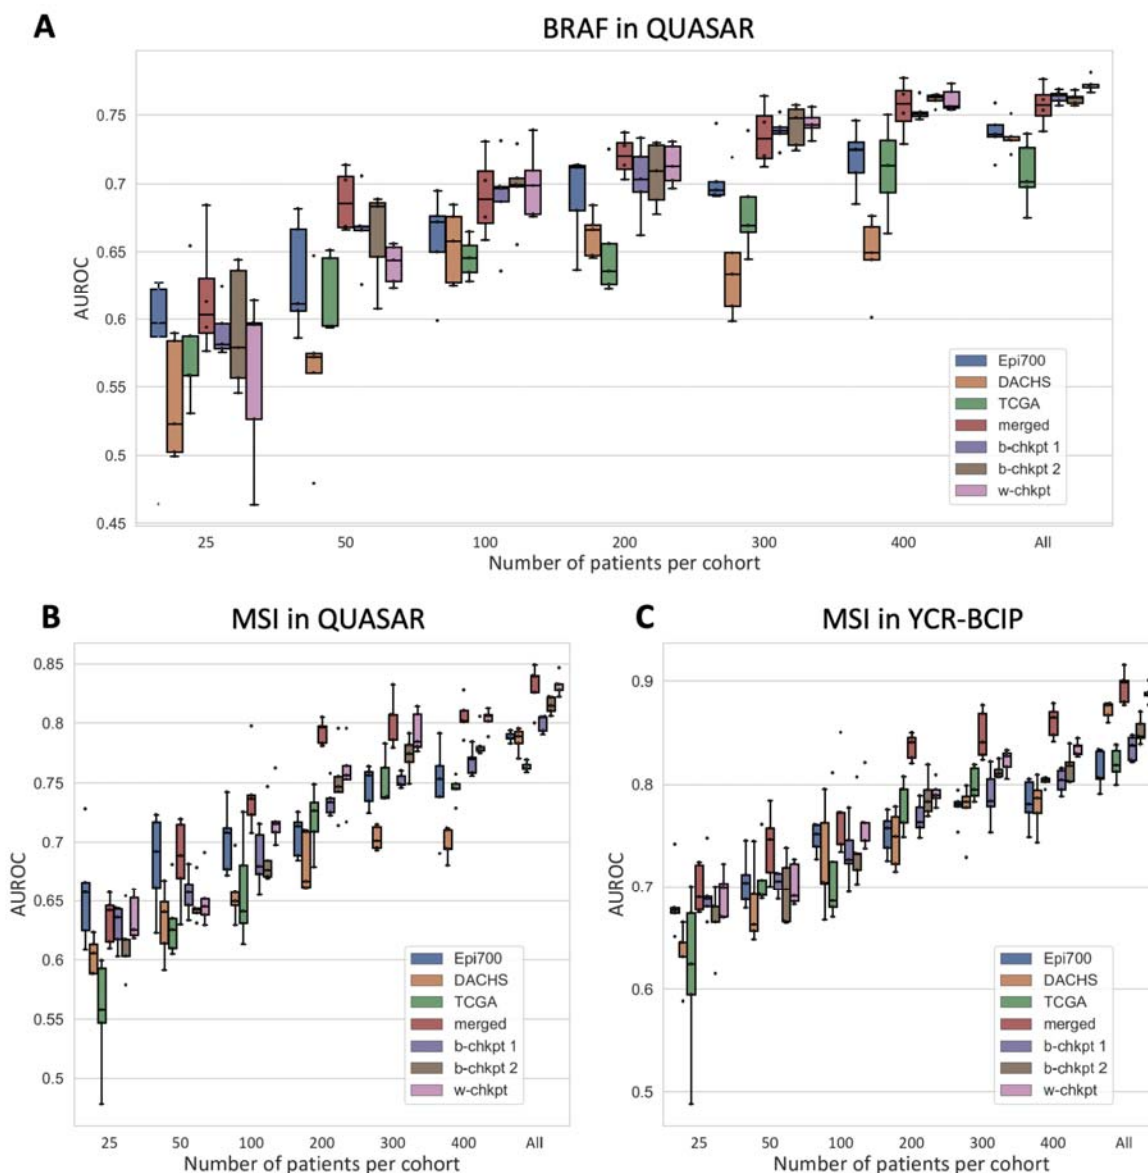 A
BRAF in QUASAR
AUROC
0.75
0.7
0.65
0.6
0.55
0.5
0.45
25 50 100 200 300 400 All
Number of patients per cohort
Epi700
DACHS
TCGA
merged
b-chkpt 1
b-chkpt 2
w-chkpt
B
MSI in QUASAR
AUROC
0.85
0.8
0.75
0.7
0.65
0.6
0.55
0.5
25 50 100 200 300 400 All
Number of patients per cohort
Epi700
DACHS
TCGA
merged
b-chkpt 1
b-chkpt 2
w-chkpt
C
MSI in YCR-BCIP
AUROC
0.9
0.8
0.7
0.6
0.5
25 50 100 200 300 400 All
Number of patients per cohort
Epi700
DACHS
TCGA
merged
b-chkpt 1
b-chkpt 2
w-chkpt